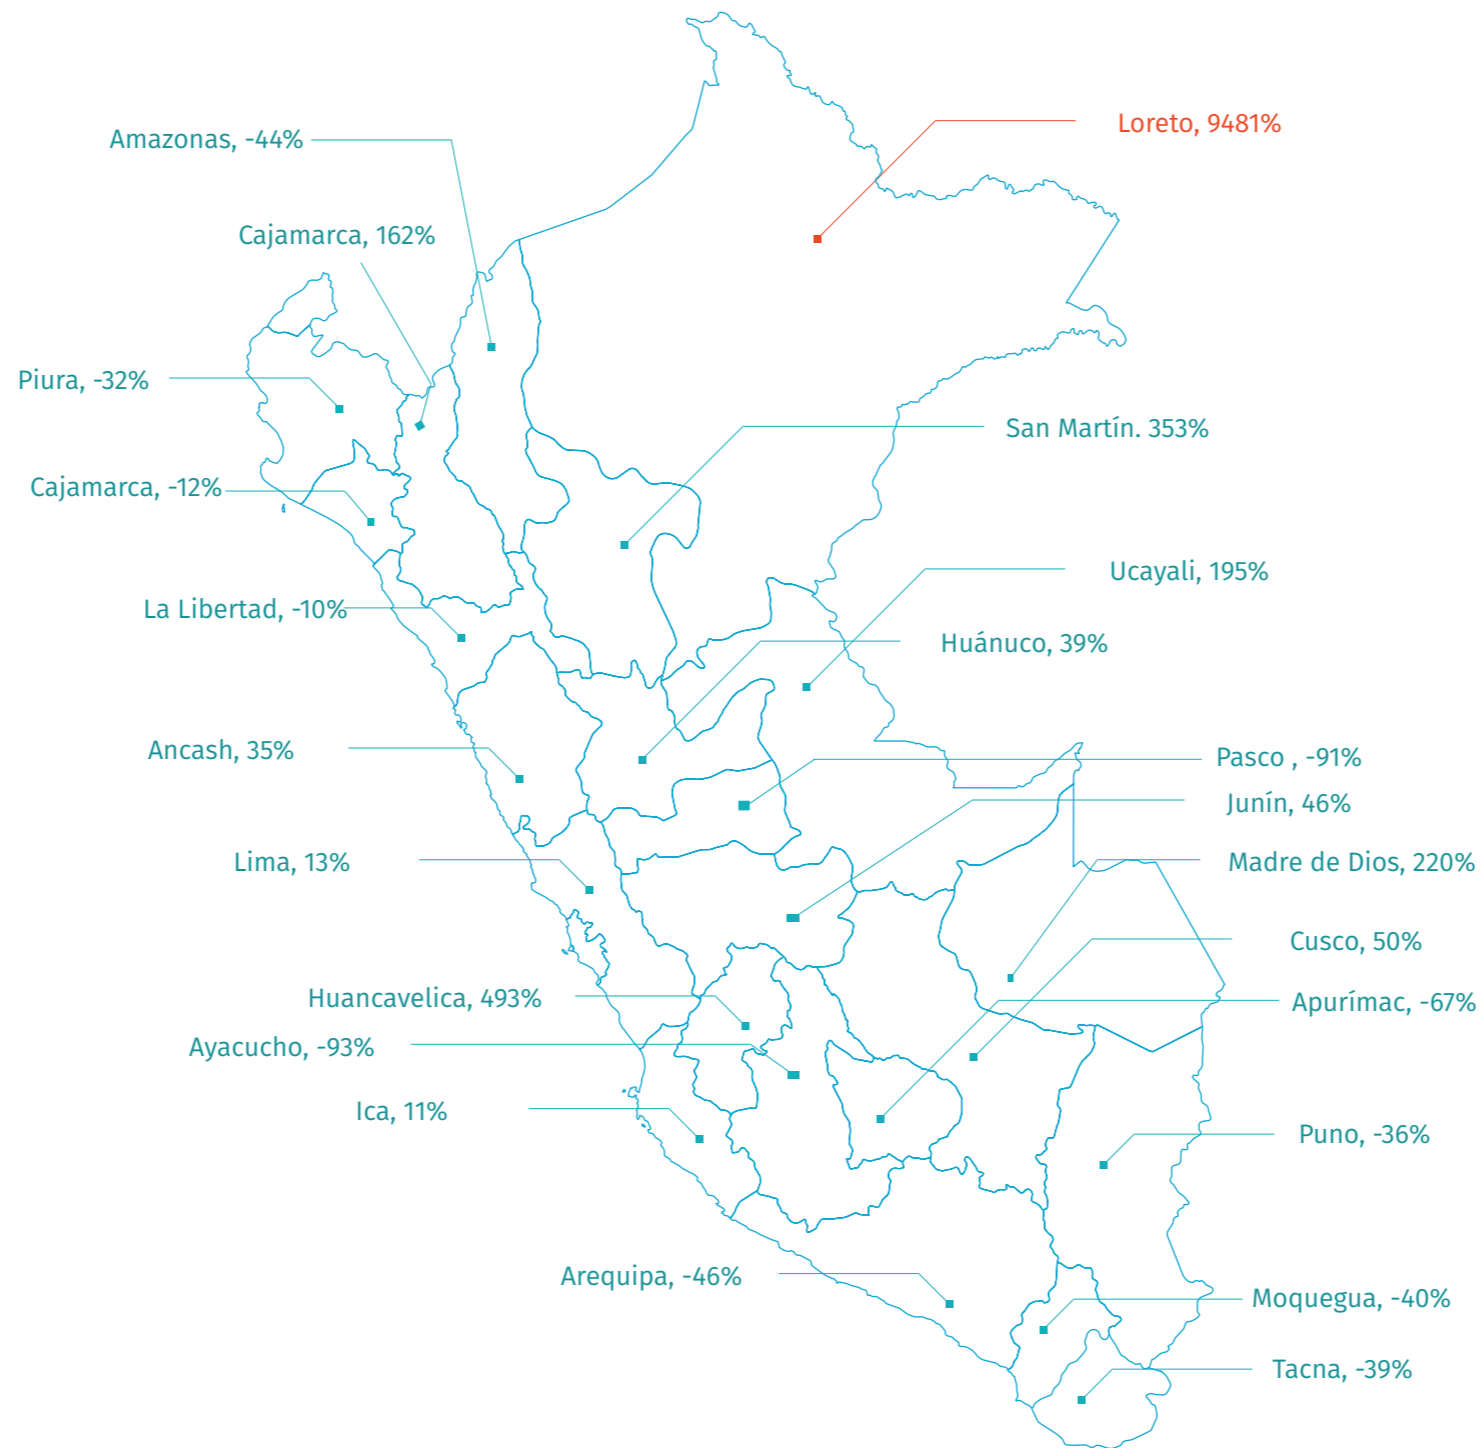 Loreto, 9481%
Amazonas, -44%
Cajamarca, 162%
Piura, -32%
San Martín. 353%
Cajamarca, -12%
Ucayali, 195%
La Libertad, -10%
Huánuco, 39%
Ancash, 35%
Pasco , -91%
Junín, 46%
Lima, 13%
Madre de Dios, 220%
Cusco, 50%
Huancavelica, 493%
Apurímac, -67%
Ayacucho, -93%
Ica, 11%
Puno, -36%
Arequipa, -46%
Moquegua, -40%
Tacna, -39%